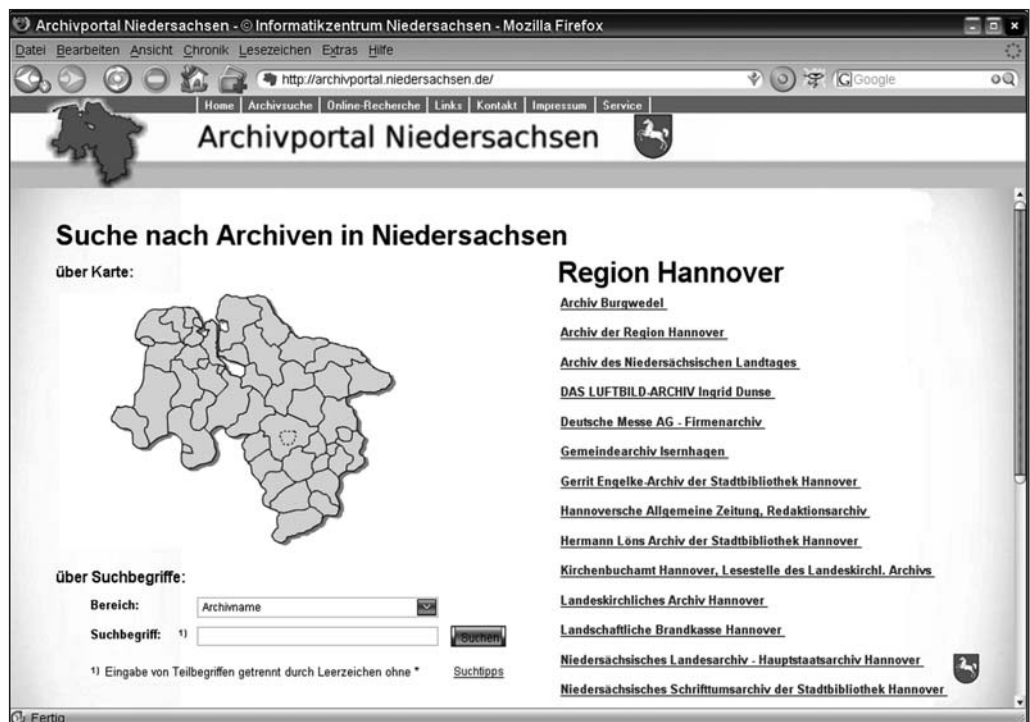 Archivportal Niedersachsen - © Informatikzentrum Niedersachsen - Mozilla Firefox
Datei Bearbeiten Ansicht Chronik Lesezeichen Extras Hilfe
http://archivportal.niedersachsen.de/
Google
Home | Archivsuche | Online-Recherche | Links | Kontakt | Impressum | Service |
Archivportal Niedersachsen
Suche nach Archiven in Niedersachsen
über Karte:
Region Hannover
Archiv Burgwedel
Archiv der Region Hannover
Archiv des Niedersächsischen Landtages
DAS LUFTBILD-ARCHIV Ingrid Dunse
Deutsche Messe AG - Firmenarchiv
Gemeindearchiv Isernhagen
Gerrit Engelke-Archiv der Stadtbibliothek Hannover
Hannoversche Allgemeine Zeitung, Redaktionsarchiv
Hermann Löns Archiv der Stadtbibliothek Hannover
Kirchenbuchamt Hannover, Lesestelle des Landeskirchl. Archivs
Landeskirchliches Archiv Hannover
Landschaftliche Brandkasse Hannover
Niedersächsisches Landesarchiv - Hauptstaatsarchiv Hannover
Niedersächsisches Schrifttumsarchiv der Stadtbibliothek Hannover
über Suchbegriffe:
Bereich: Archivname
Suchbegriff: 1) Suchen
1) Eingabe von Teilbegriffen getrennt durch Leerzeichen ohne * Suchtipps
Fertig